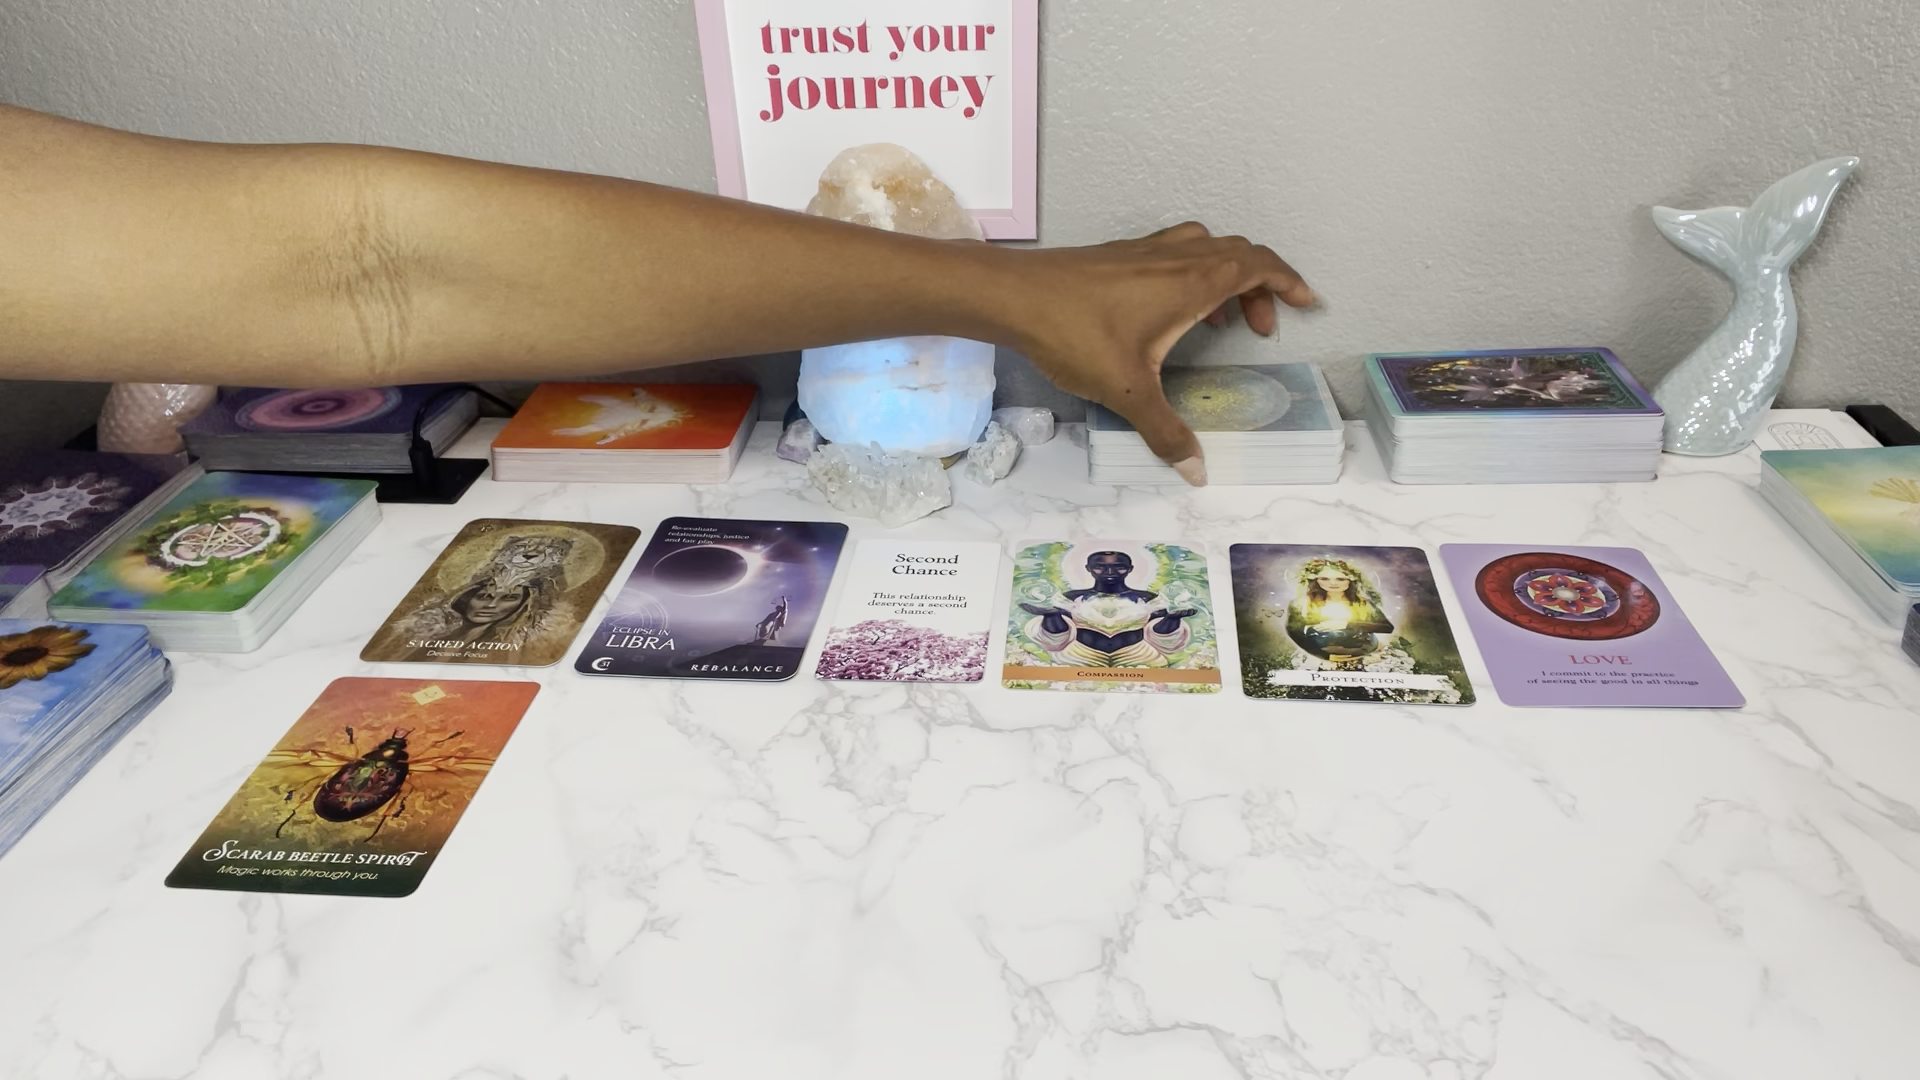 trust your
journey
SACRED ACTION
Decisive Focus
Re-evaluate
relationships, justice
and fair play.
ECLIPSE IN
LIBRA
31
REBALANCE
Second
Chance
This relationship
deserves a second
chance.
COMPASSION
PROTECTION
LOVE
I commit to the practice
of seeing the good in all things
SCARAB BEETLE SPIRIT
Magic works through you.